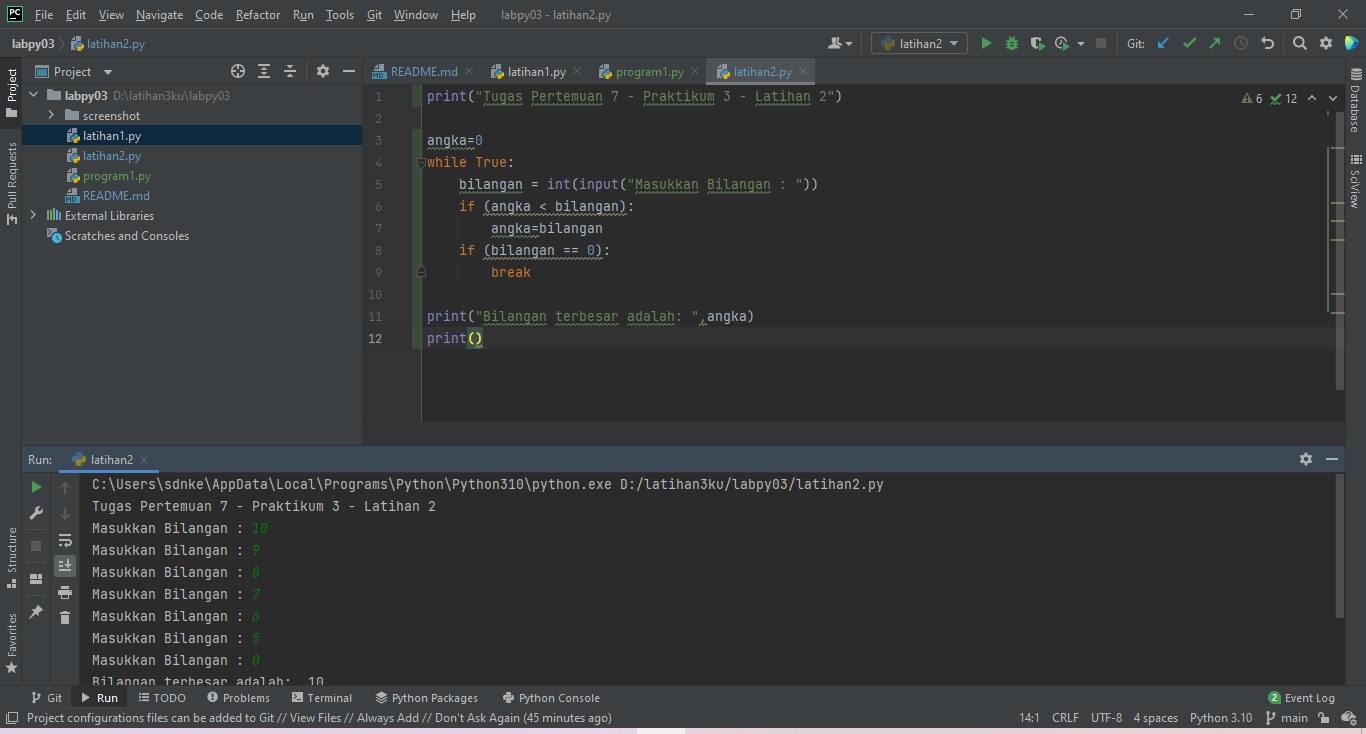 PC File Edit View Navigate Code Refactor Run Tools Git Window Help labpy03 - latihan2.py
labpy03 latihan2.py latihan2 Git:
Project README.md latihan1.py program1.py latihan2.py
labpy03 D:\latihan3ku\labpy03
screenshot
latihan1.py
latihan2.py
program1.py
README.md
External Libraries
Scratches and Consoles
Project
Pull Requests
Structure
Favorites
Database
SciView
6 12
1 print("Tugas Pertemuan 7 - Praktikum 3 - Latihan 2")
2
3 angka=0
4 while True:
5 bilangan = int(input("Masukkan Bilangan : "))
6 if (angka < bilangan):
7 angka=bilangan
8 if (bilangan == 0):
9 break
10
11 print("Bilangan terbesar adalah: ",angka)
12 print()
Run: latihan2
C:\Users\sdnke\AppData\Local\Programs\Python\Python310\python.exe D:/latihan3ku/labpy03/latihan2.py
Tugas Pertemuan 7 - Praktikum 3 - Latihan 2
Masukkan Bilangan : 10
Masukkan Bilangan : 9
Masukkan Bilangan : 8
Masukkan Bilangan : 7
Masukkan Bilangan : 6
Masukkan Bilangan : 5
Masukkan Bilangan : 0
Bilangan terbesar adalah: 10
Git Run TODO Problems Terminal Python Packages Python Console 2 Event Log
Project configurations files can be added to Git // View Files // Always Add // Don't Ask Again (45 minutes ago) 14:1 CRLF UTF-8 4 spaces Python 3.10 main